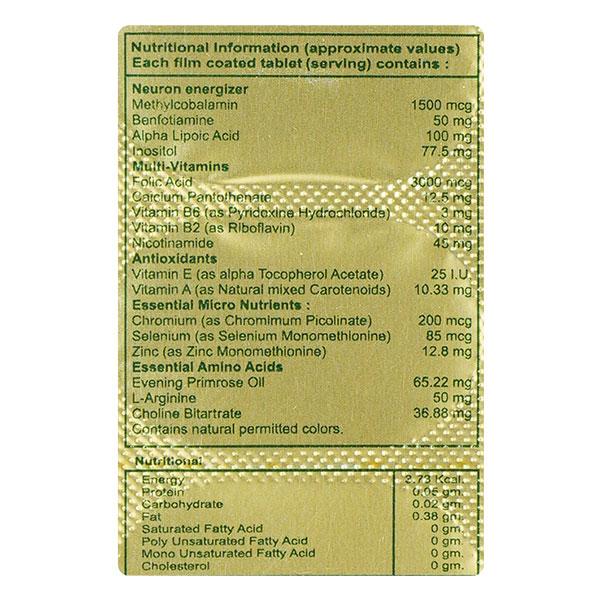 Nutritional Information (approximate values)
Each film coated tablet (serving) contains :
Neuron energizer
Methylcobalamin 1500 mcg
Benfotiamine 50 mg
Alpha Lipoic Acid 100 mg
Inositol 77.5 mg
Multi-Vitamins
Folic Acid 3000 mcg
Calcium Pantothenate 12.5 mg
Vitamin B6 (as Pyridoxine Hydrochloride) 3 mg
Vitamin B2 (as Riboflavin) 10 mg
Nicotinamide 45 mg
Antioxidants
Vitamin E (as alpha Tocopherol Acetate) 25 I.U.
Vitamin A (as Natural mixed Carotenoids) 10.33 mg
Essential Micro Nutrients :
Chromium (as Chromimum Picolinate) 200 mcg
Selenium (as Selenium Monomethionine) 85 mcg
Zinc (as Zinc Monomethionine) 12.8 mg
Essential Amino Acids
Evening Primrose Oil 65.22 mg
L-Arginine 50 mg
Choline Bitartrate 36.88 mg
Contains natural permitted colors.
Nutritional
Energy 2.73 Kcal.
Protein 0.05 gm.
Carbohydrate 0.02 gm.
Fat 0.38 gm.
Saturated Fatty Acid 0 gm.
Poly Unsaturated Fatty Acid 0 gm.
Mono Unsaturated Fatty Acid 0 gm.
Cholesterol 0 gm.